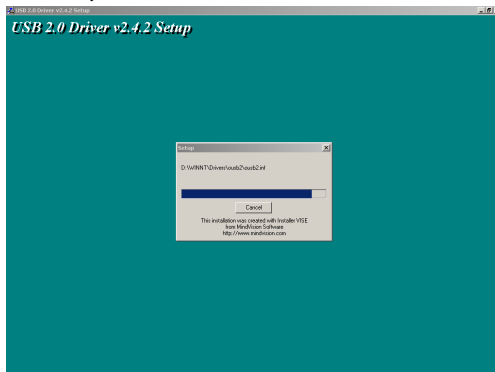 USB 2.0 Driver v2.4.2 Setup
USB 2.0 Driver v2.4.2 Setup
Setup
D:\WINNT\Drivers\ousb2\ousb2.inf
Cancel
This installation was created with Installer VISE
from MindVision Software
http://www.mindvision.com